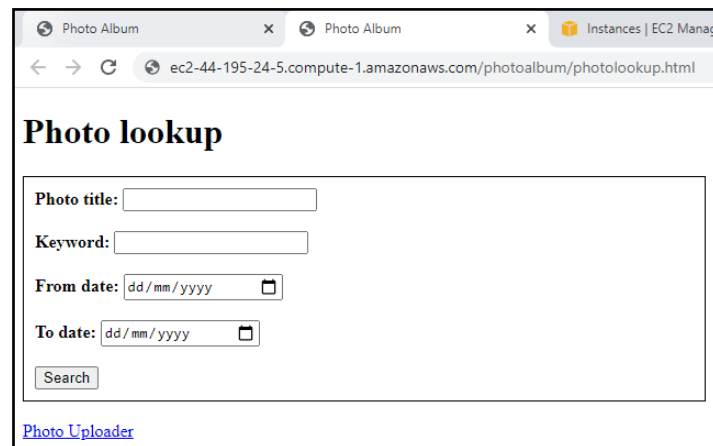 Photo Album
Photo Album
Instances | EC2 Manag
ec2-44-195-24-5.compute-1.amazonaws.com/photoalbum/photolookup.html
Photo lookup
Photo title:
Keyword:
From date: dd/mm/yyyy
To date: dd/mm/yyyy
Search
Photo Uploader